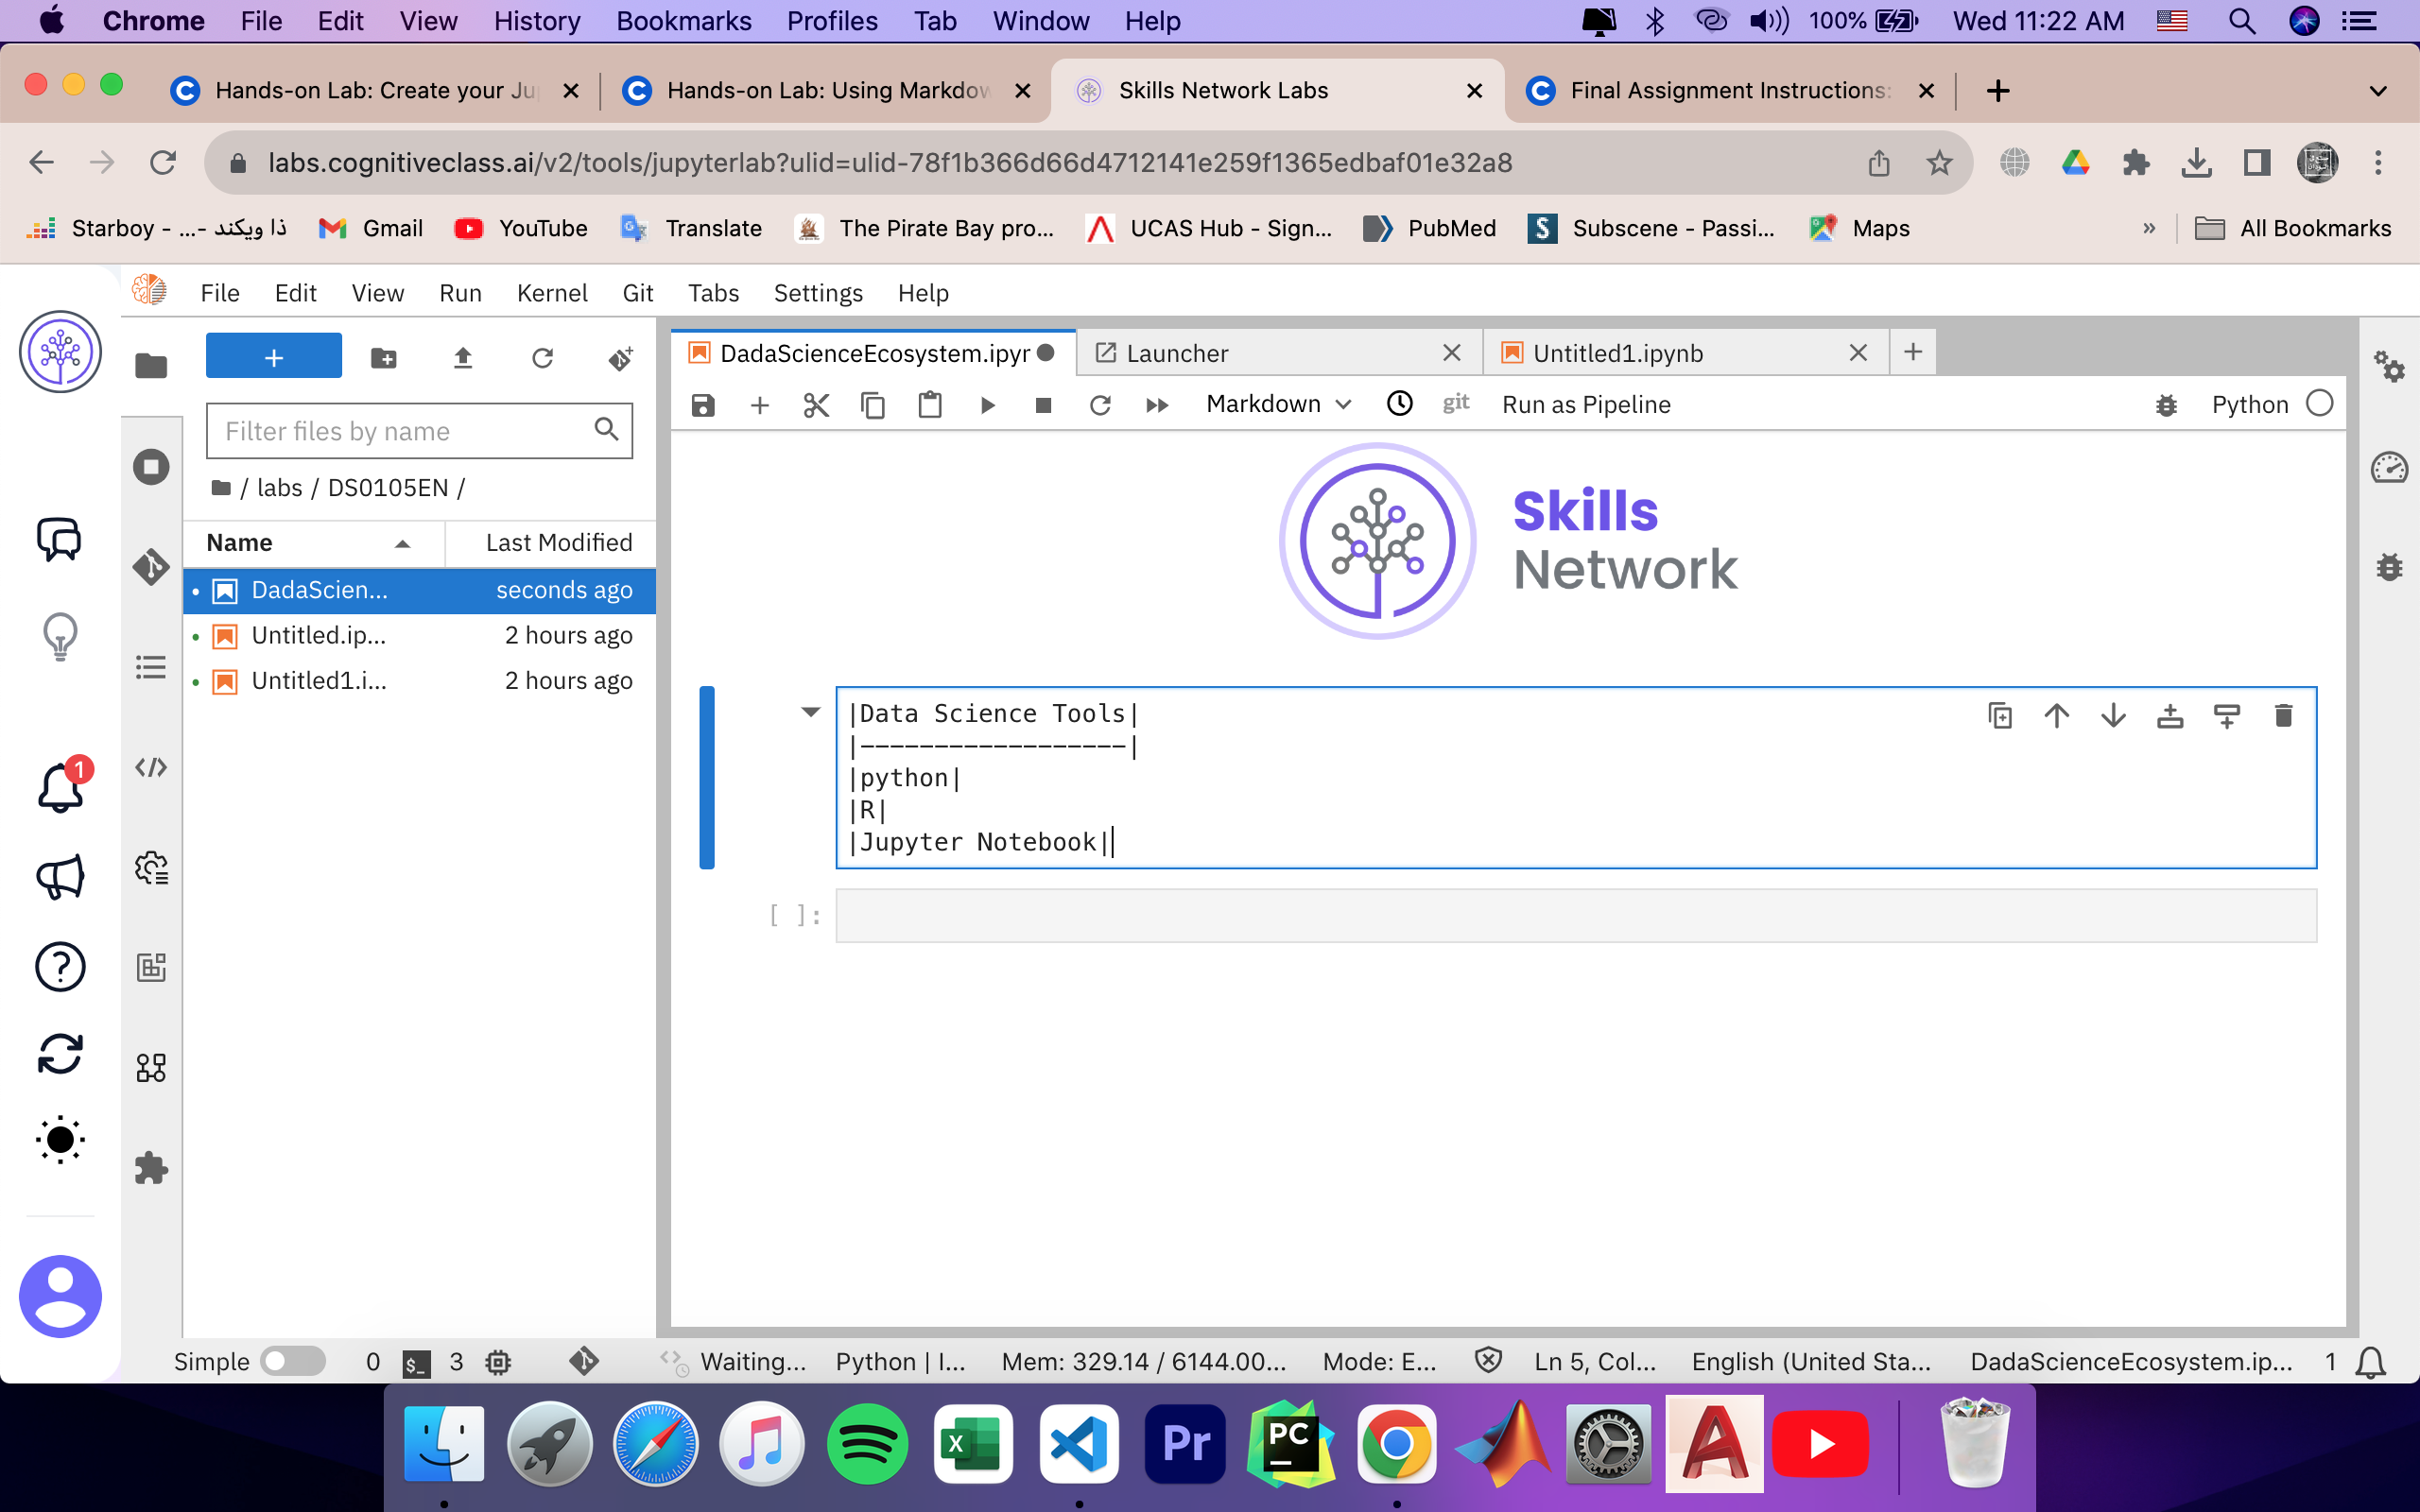 Chrome File Edit View History Bookmarks Profiles Tab Window Help 100% Wed 11:22 AM
Hands-on Lab: Create your Ju Hands-on Lab: Using Markdow Skills Network Labs Final Assignment Instructions:
labs.cognitiveclass.ai/v2/tools/jupyterlab?ulid=ulid-78f1b366d66d4712141e259f1365edbaf01e32a8
Starboy - ...- ذا ويكند Gmail YouTube Translate The Pirate Bay pro... UCAS Hub - Sign... PubMed S Subscene - Passi... Maps » All Bookmarks
File Edit View Run Kernel Git Tabs Settings Help
DadaScienceEcosystem.ipyr Launcher Untitled1.ipynb
Markdown git Run as Pipeline Python
Filter files by name
/ labs / DS0105EN /
Name Last Modified
DadaScien... seconds ago
Untitled.ip... 2 hours ago
Untitled1.i... 2 hours ago
1
Skills
Network
|Data Science Tools|
|------------------|
|python|
|R|
|Jupyter Notebook|
[ ]:
Simple 0 $_ 3 Waiting... Python | I... Mem: 329.14 / 6144.00... Mode: E... Ln 5, Col... English (United Sta... DadaScienceEcosystem.ip... 1
X Pr PC